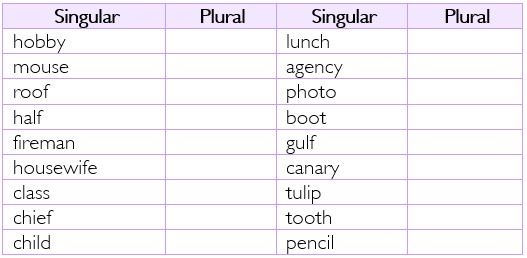 Singular Plural Singular Plural
hobby lunch
mouse agency
roof photo
half boot
fireman gulf
housewife canary
class tulip
chief tooth
child pencil